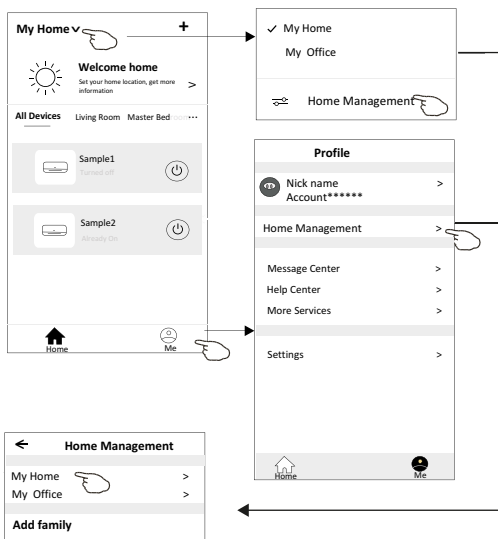 My Home
+
Welcome home
Set your home location, get more
information
>
All Devices Living Room Master Bed ...
Sample1
Turned off
Sample2
Already On
Home
Me
✓ My Home
My Office
Home Management
Profile
Nick name >
Account******
Home Management >
Message Center >
Help Center >
More Services >
Settings >
Home
Me
← Home Management
My Home >
My Office >
Add family